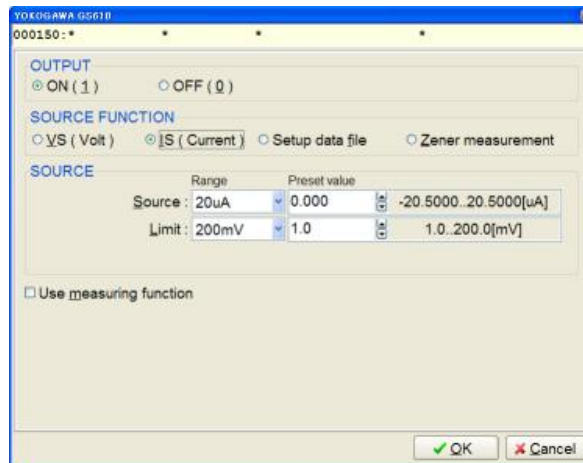 YOKOGAWA GS610
000150:* * * *
OUTPUT
ON ( 1 ) OFF ( 0 )
SOURCE FUNCTION
VS ( Volt ) IS ( Current ) Setup data file Zener measurement
SOURCE
Range Preset value
Source : 20uA 0.000 -20.5000..20.5000[uA]
Limit : 200mV 1.0 1.0..200.0[mV]
Use measuring function
OK Cancel